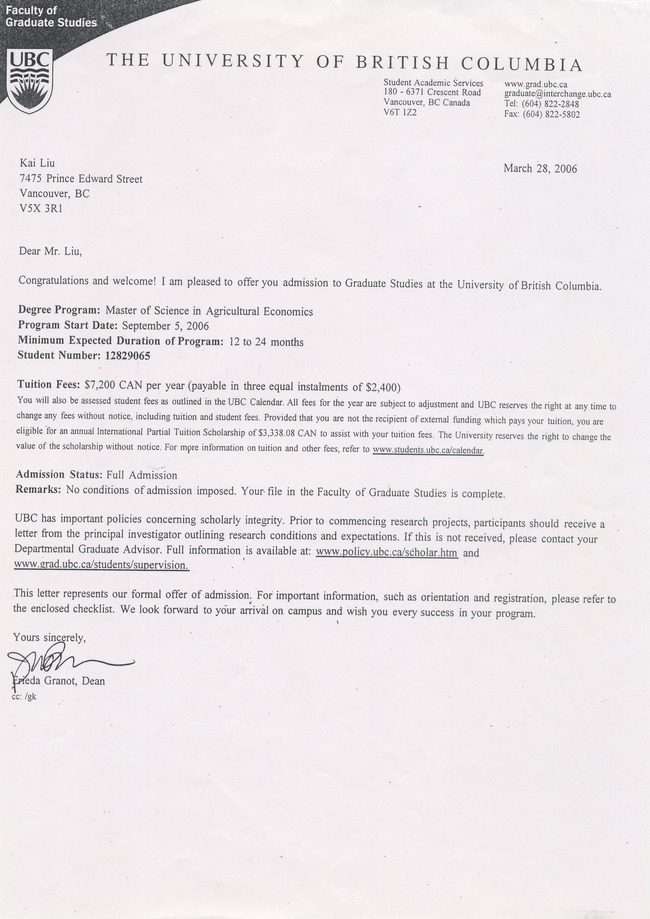 Faculty of
Graduate Studies
UBC
THE UNIVERSITY OF BRITISH COLUMBIA
Student Academic Services
180 - 6371 Crescent Road
Vancouver, BC Canada
V6T 1Z2
www.grad.ubc.ca
graduate@interchange.ubc.ca
Tel: (604) 822-2848
Fax: (604) 822-5802
Kai Liu
7475 Prince Edward Street
Vancouver, BC
V5X 3R1
March 28, 2006
Dear Mr. Liu,
Congratulations and welcome! I am pleased to offer you admission to Graduate Studies at the University of British Columbia.
Degree Program: Master of Science in Agricultural Economics
Program Start Date: September 5, 2006
Minimum Expected Duration of Program: 12 to 24 months
Student Number: 12829065
Tuition Fees: $7,200 CAN per year (payable in three equal instalments of $2,400)
You will also be assessed student fees as outlined in the UBC Calendar. All fees for the year are subject to adjustment and UBC reserves the right at any time to
change any fees without notice, including tuition and student fees. Provided that you are not the recipient of external funding which pays your tuition, you are
eligible for an annual International Partial Tuition Scholarship of $3,338.08 CAN to assist with your tuition fees. The University reserves the right to change the
value of the scholarship without notice. For more information on tuition and other fees, refer to www.students.ubc.ca/calendar.
Admission Status: Full Admission
Remarks: No conditions of admission imposed. Your file in the Faculty of Graduate Studies is complete.
UBC has important policies concerning scholarly integrity. Prior to commencing research projects, participants should receive a
letter from the principal investigator outlining research conditions and expectations. If this is not received, please contact your
Departmental Graduate Advisor. Full information is available at: www.policy.ubc.ca/scholar.htm and
www.grad.ubc.ca/students/supervision.
This letter represents our formal offer of admission. For important information, such as orientation and registration, please refer to
the enclosed checklist. We look forward to your arrival on campus and wish you every success in your program.
Yours sincerely,
Frieda Granot, Dean
cc: /gk